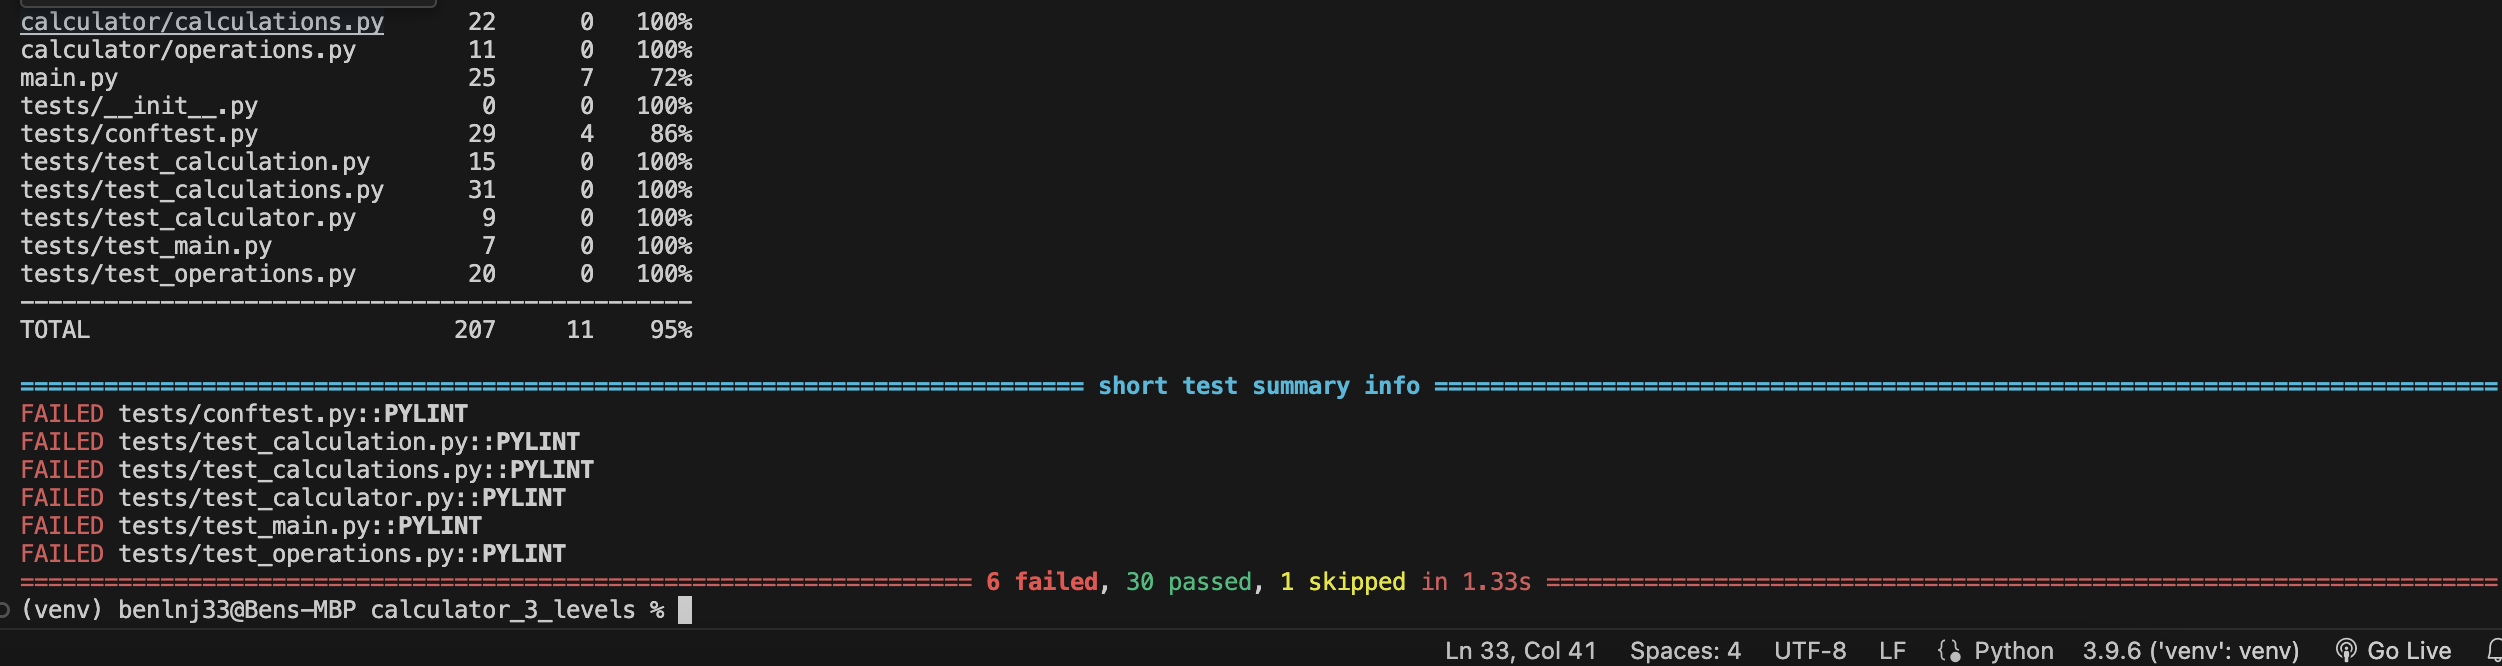 calculator/calculations.py 22 0 100%
calculator/operations.py 11 0 100%
main.py 25 7 72%
tests/__init__.py 0 0 100%
tests/conftest.py 29 4 86%
tests/test_calculation.py 15 0 100%
tests/test_calculations.py 31 0 100%
tests/test_calculator.py 9 0 100%
tests/test_main.py 7 0 100%
tests/test_operations.py 20 0 100%
TOTAL 207 11 95%
short test summary info
FAILED tests/conftest.py::PYLINT
FAILED tests/test_calculation.py::PYLINT
FAILED tests/test_calculations.py::PYLINT
FAILED tests/test_calculator.py::PYLINT
FAILED tests/test_main.py::PYLINT
FAILED tests/test_operations.py::PYLINT
6 failed, 30 passed, 1 skipped in 1.33s
(venv) benlnj33@Bens-MBP calculator_3_levels %
Ln 33, Col 41 Spaces: 4 UTF-8 LF Python 3.9.6 ('venv': venv) Go Live